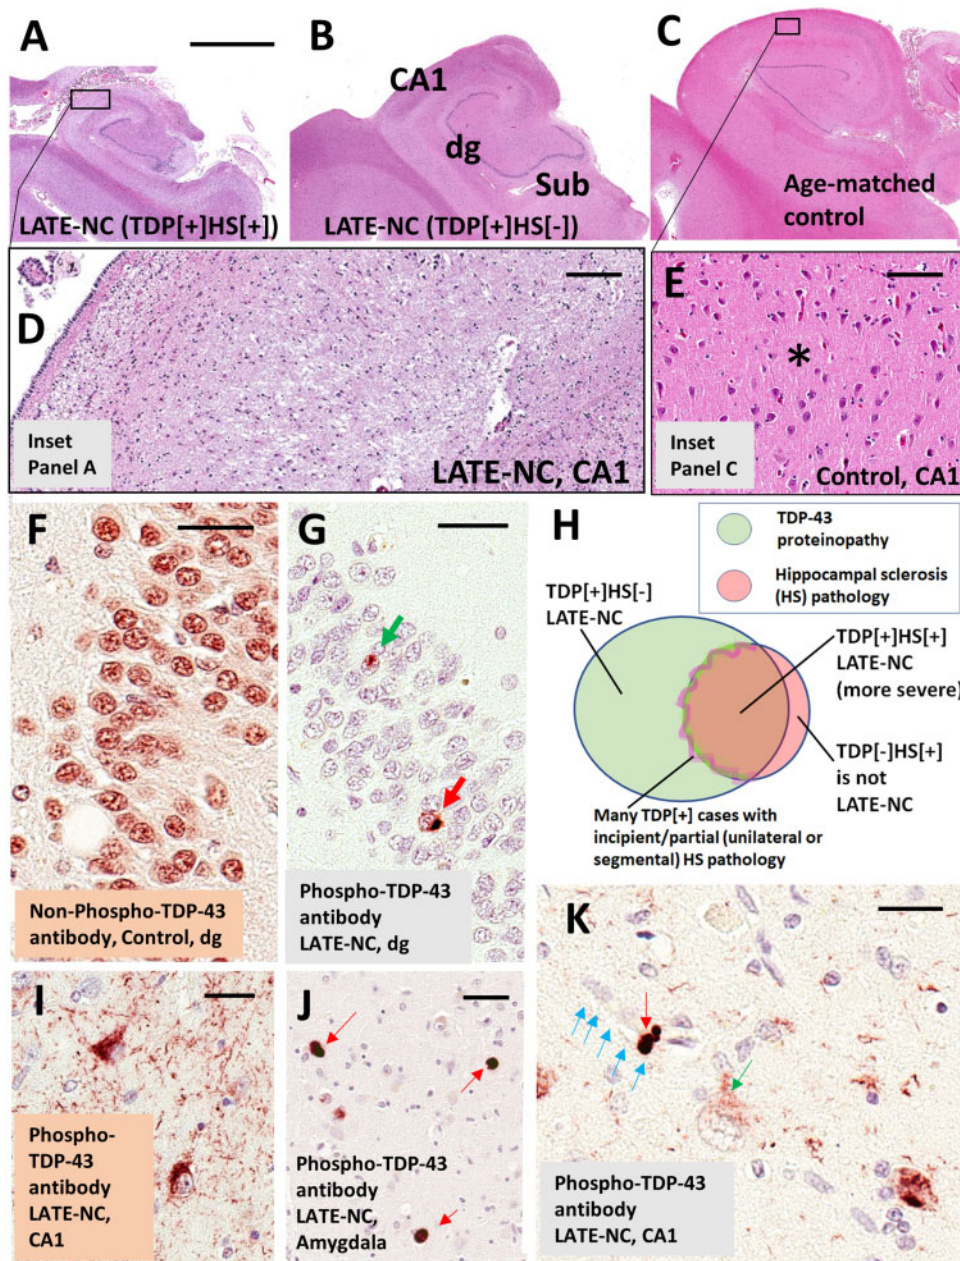 A
B
C
CA1
dg
Sub
LATE-NC (TDP[+]HS[+])
LATE-NC (TDP[+]HS[-])
Age-matched
control
D
Inset
Panel A
LATE-NC, CA1
E
*
Inset
Panel C
Control, CA1
F
Non-Phospho-TDP-43
antibody, Control, dg
G
Phospho-TDP-43
antibody
LATE-NC, dg
H
TDP-43
proteinopathy
Hippocampal sclerosis
(HS) pathology
TDP[+]HS[-]
LATE-NC
TDP[+]HS[+]
LATE-NC
(more severe)
TDP[-]HS[+]
is not
LATE-NC
Many TDP[+] cases with
incipient/partial (unilateral or
segmental) HS pathology
I
Phospho-
TDP-43
antibody
LATE-NC,
CA1
J
Phospho-TDP-43
antibody
LATE-NC,
Amygdala
K
Phospho-TDP-43
antibody
LATE-NC, CA1